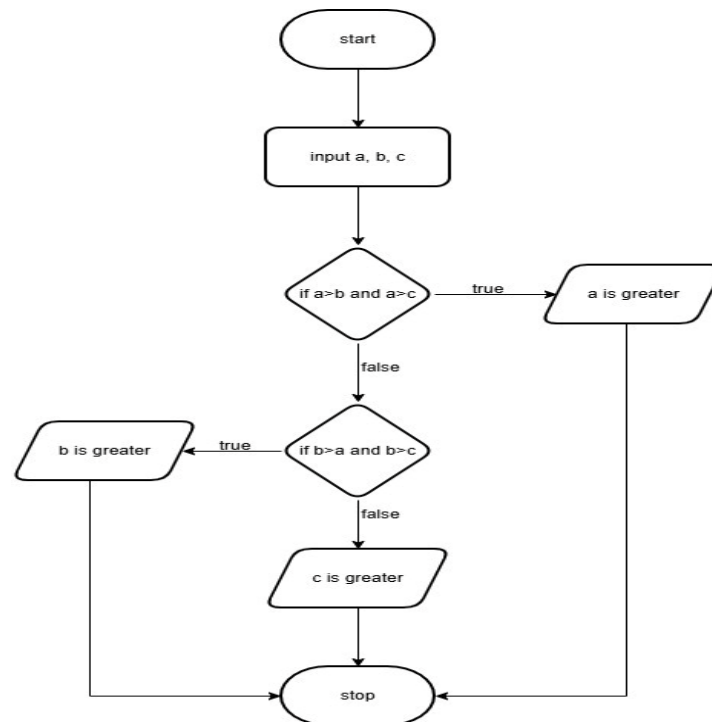 start
input a, b, c
if a>b and a>c
true
a is greater
false
if b>a and b>c
true
b is greater
false
c is greater
stop